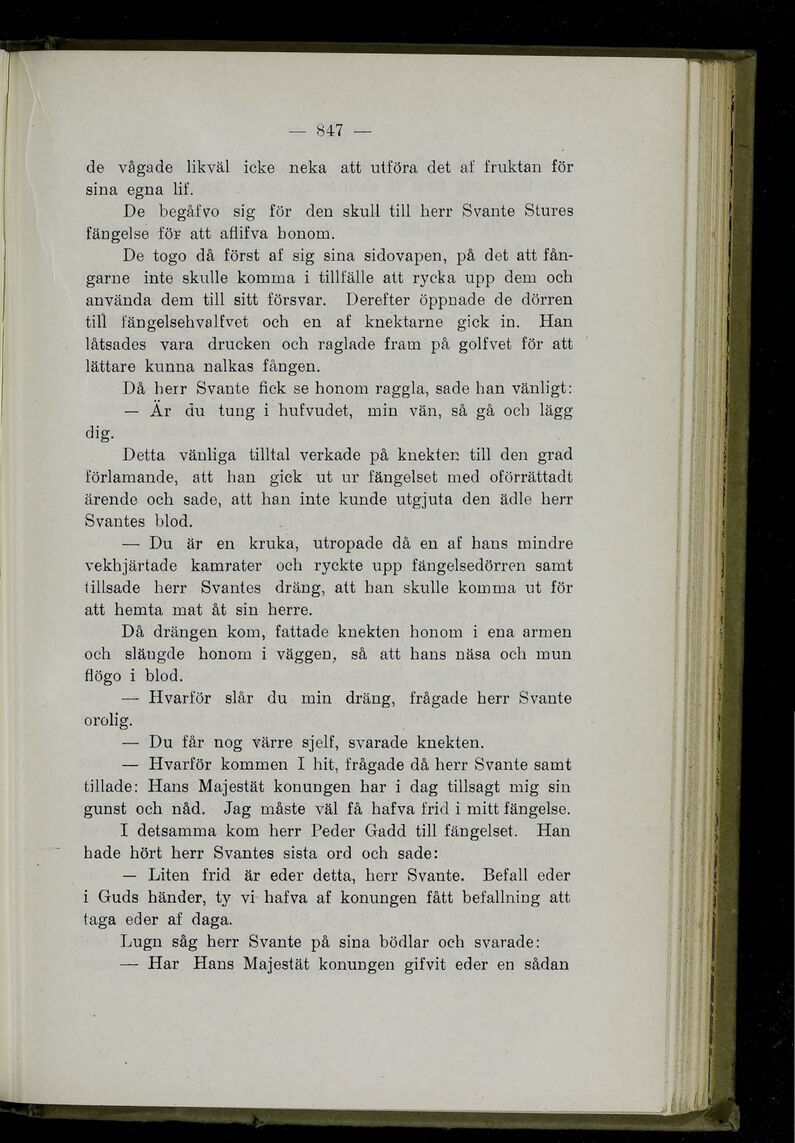 — 847 —
de vågade likväl icke neka att utföra det af fruktan för
sina egna lif.
De begåfvo sig för den skull till herr Svante Stures
fängelse för att aflifva honom.
De togo då först af sig sina sidovapen, på det att fån-
garne inte skulle komma i tillfälle att rycka upp dem och
använda dem till sitt försvar. Derefter öppnade de dörren
till fängelsehvalfvet och en af knektarne gick in. Han
låtsades vara drucken och raglade fram på golfvet för att
lättare kunna nalkas fången.
Då herr Svante fick se honom raggla, sade han vänligt:
— Är du tung i hufvudet, min vän, så gå och lägg
dig.
Detta vänliga tilltal verkade på knekten till den grad
förlamande, att han gick ut ur fängelset med oförrättadt
ärende och sade, att han inte kunde utgjuta den ädle herr
Svantes blod.
— Du är en kruka, utropade då en af hans mindre
vekhjärtade kamrater och ryckte upp fängelsedörren samt
tillsade herr Svantes dräng, att han skulle komma ut för
att hemta mat åt sin herre.
Då drängen kom, fattade knekten honom i ena armen
och slängde honom i väggen, så att hans näsa och mun
flögo i blod.
— Hvarför slår du min dräng, frågade herr Svante
orolig.
— Du får nog värre sjelf, svarade knekten.
— Hvarför kommen I hit, frågade då herr Svante samt
tillade: Hans Majestät konungen har i dag tillsagt mig sin
gunst och nåd. Jag måste väl få hafva frid i mitt fängelse.
I detsamma kom herr Peder Gadd till fängelset. Han
hade hört herr Svantes sista ord och sade:
— Liten frid är eder detta, herr Svante. Befall eder
i Guds händer, ty vi hafva af konungen fått befallning att
taga eder af daga.
Lugn såg herr Svante på sina bödlar och svarade:
— Har Hans Majestät konungen gifvit eder en sådan